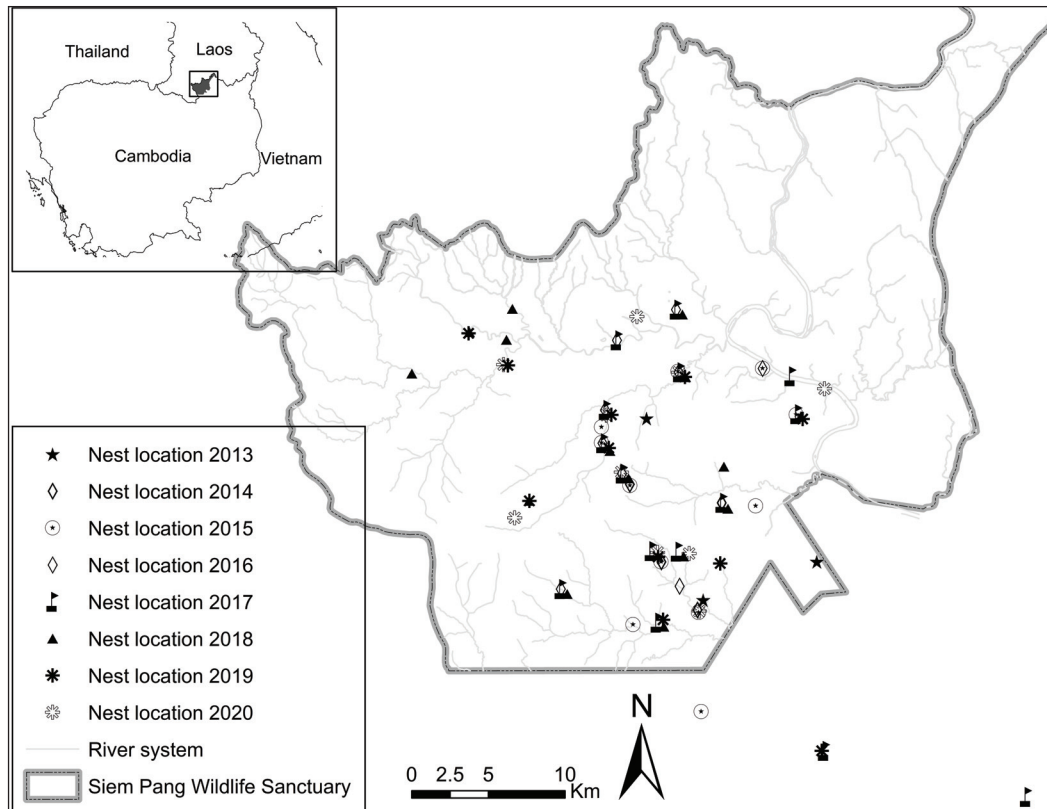 Thailand
Laos
Cambodia
Vietnam
Nest location 2013
Nest location 2014
Nest location 2015
Nest location 2016
Nest location 2017
Nest location 2018
Nest location 2019
Nest location 2020
River system
Siem Pang Wildlife Sanctuary
N
0 2.5 5 10
Km